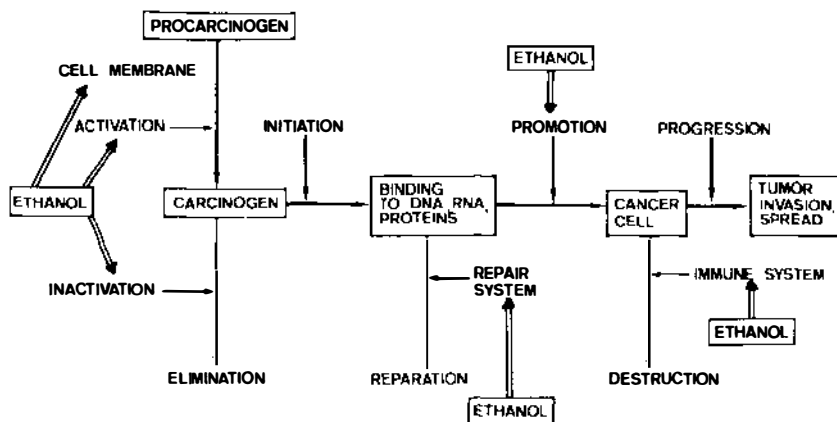 PROCARCINOGEN
ETHANOL
CELL MEMBRANE
ACTIVATION
INITIATION
PROMOTION
PROGRESSION
ETHANOL
CARCINOGEN
BINDING
TO DNA, RNA,
PROTEINS
CANCER
CELL
TUMOR
INVASION,
SPREAD
INACTIVATION
REPAIR
SYSTEM
IMMUNE SYSTEM
ETHANOL
ELIMINATION
REPARATION
DESTRUCTION
ETHANOL